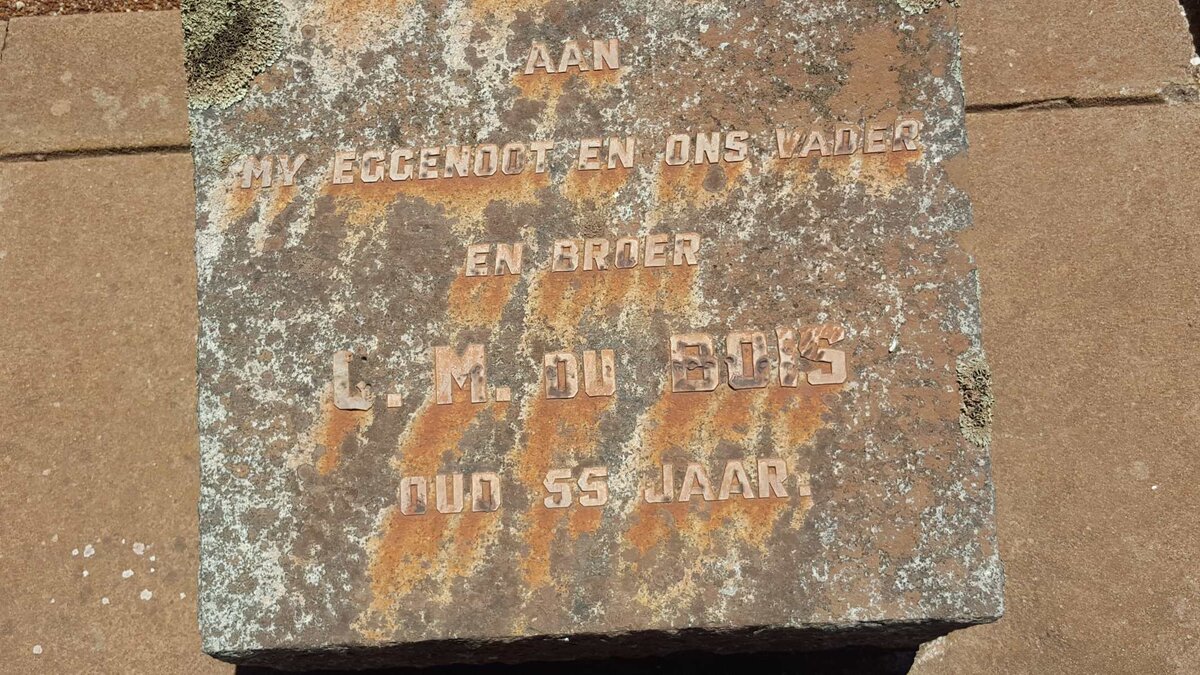 AAN
MY EGGENOOT EN ONS VADER
EN BROER
C. M. DU BOIS
OUD 55 JAAR.